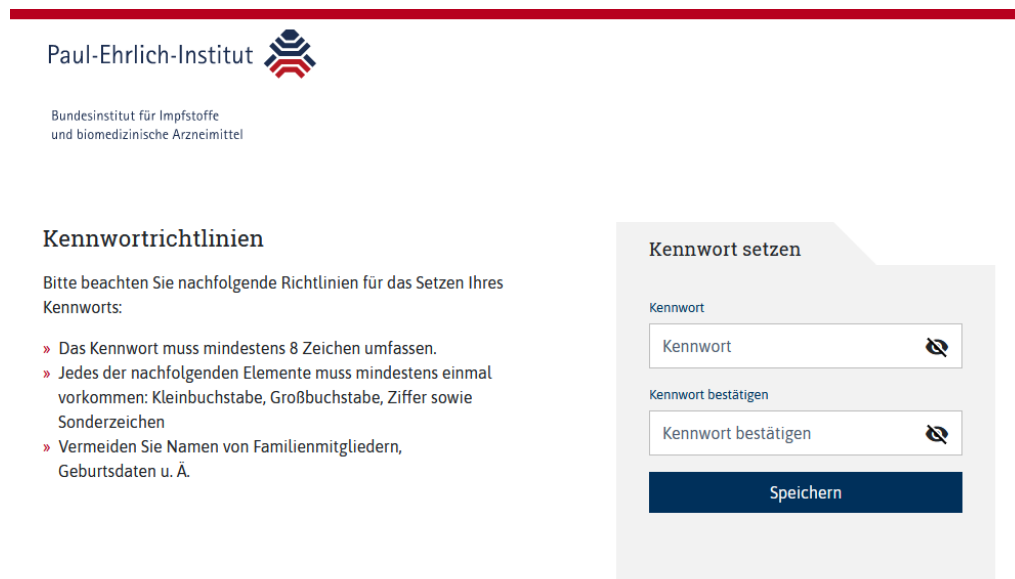 Paul-Ehrlich-Institut
Bundesinstitut für Impfstoffe
und biomedizinische Arzneimittel
Kennwortrichtlinien
Bitte beachten Sie nachfolgende Richtlinien für das Setzen Ihres
Kennworts:
» Das Kennwort muss mindestens 8 Zeichen umfassen.
» Jedes der nachfolgenden Elemente muss mindestens einmal
vorkommen: Kleinbuchstabe, Großbuchstabe, Ziffer sowie
Sonderzeichen
» Vermeiden Sie Namen von Familienmitgliedern,
Geburtsdaten u. Ä.
Kennwort setzen
Kennwort
Kennwort
Kennwort bestätigen
Kennwort bestätigen
Speichern